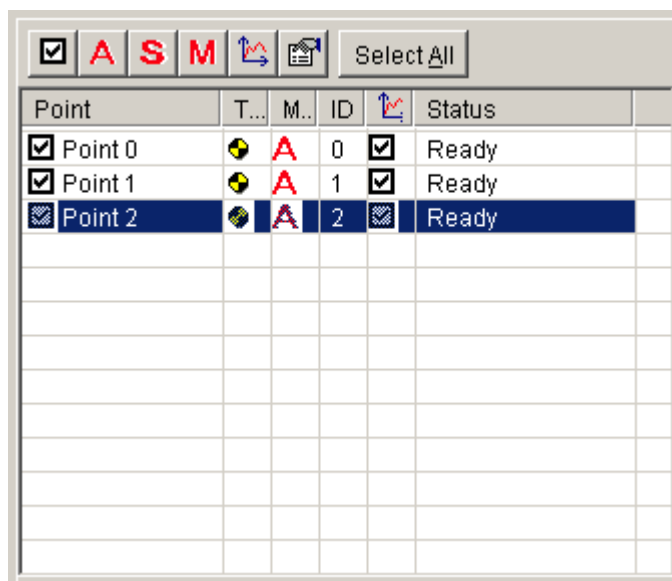 A S M Select All
Point T... M.. ID Status
Point 0 A 0 Ready
Point 1 A 1 Ready
Point 2 A 2 Ready